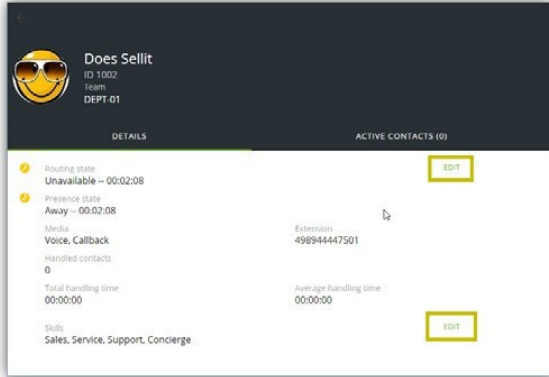 Does Sellit
ID 1002
Team
DEPT-01
DETAILS
ACTIVE CONTACTS (0)
Routing state
EDIT
Unavailable -- 00:02:08
Presence state
Away -- 00:02:08
Media
Extension
Voice, Callback
498944447501
Handled contacts
0
Total handling time
Average handling time
00:00:00
00:00:00
Skills
EDIT
Sales, Service, Support, Concierge